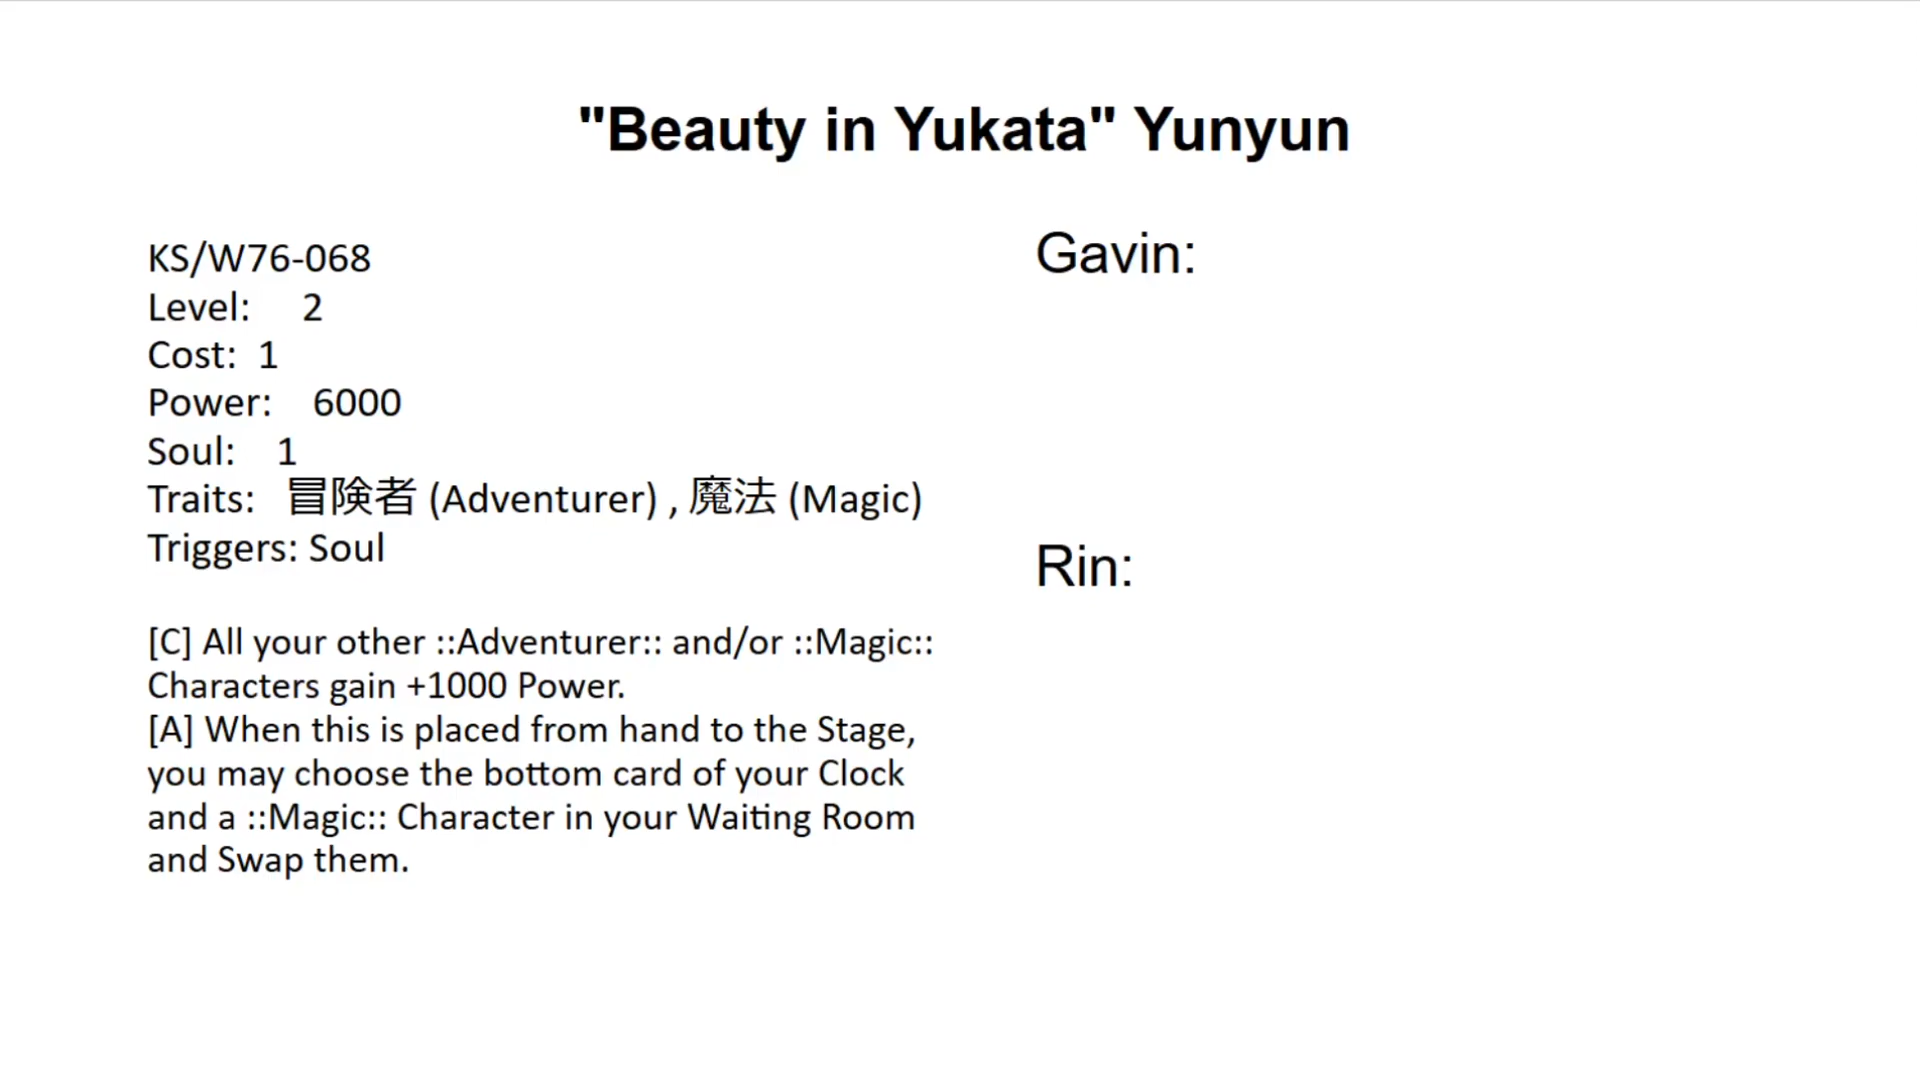 "Beauty in Yukata" Yunyun
KS/W76-068
Level: 2
Cost: 1
Power: 6000
Soul: 1
Traits: 冒険者 (Adventurer) , 魔法 (Magic)
Triggers: Soul
[C] All your other ::Adventurer:: and/or ::Magic::
Characters gain +1000 Power.
[A] When this is placed from hand to the Stage,
you may choose the bottom card of your Clock
and a ::Magic:: Character in your Waiting Room
and Swap them.
Gavin:
Rin: